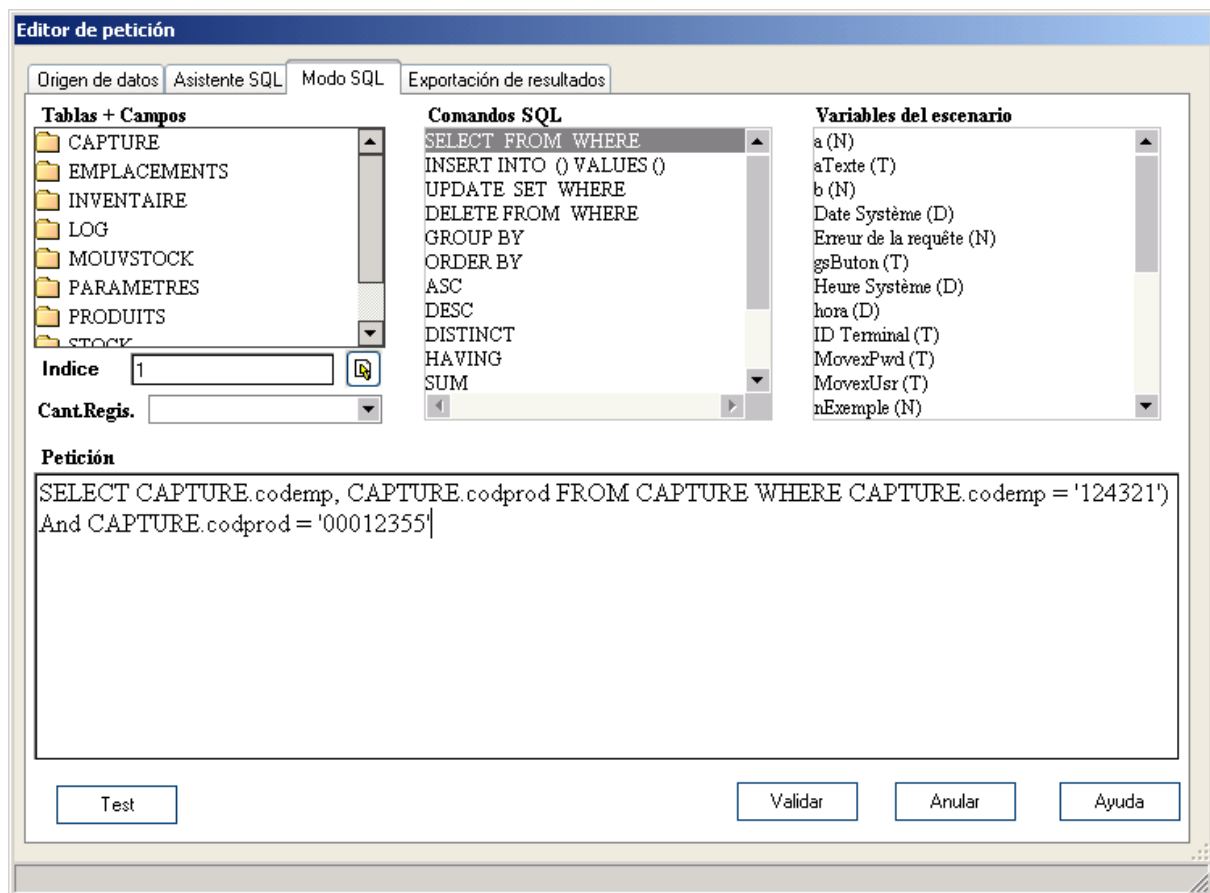 Editor de petición
Origen de datos
Asistente SQL
Modo SQL
Exportación de resultados
Tablas + Campos
CAPTURE
EMPLACEMENTS
INVENTAIRE
LOG
MOUVSTOCK
PARAMETRES
PRODUITS
STOCK
Indice
1
Cant.Regis.
Comandos SQL
SELECT FROM WHERE
INSERT INTO () VALUES ()
UPDATE SET WHERE
DELETE FROM WHERE
GROUP BY
ORDER BY
ASC
DESC
DISTINCT
HAVING
SUM
Variables del escenario
a (N)
aTexte (T)
b (N)
Date Système (D)
Erreur de la requête (N)
gsButon (T)
Heure Système (D)
hora (D)
ID Terminal (T)
MovexPwd (T)
MovexUsr (T)
nExemple (N)
Petición
SELECT CAPTURE.codemp, CAPTURE.codprod FROM CAPTURE WHERE CAPTURE.codemp = '124321')
And CAPTURE.codprod = '00012355'
Test
Validar
Anular
Ayuda